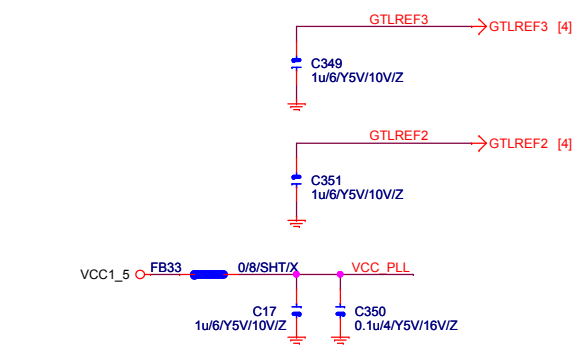 GTLREF3
GTLREF3 [4]
C349
1u/6/Y5V/10V/Z
GTLREF2
GTLREF2 [4]
C351
1u/6/Y5V/10V/Z
VCC1_5 FB33 0/8/SHT/X VCC_PLL
C17
1u/6/Y5V/10V/Z
C350
0.1u/4/Y5V/16V/Z